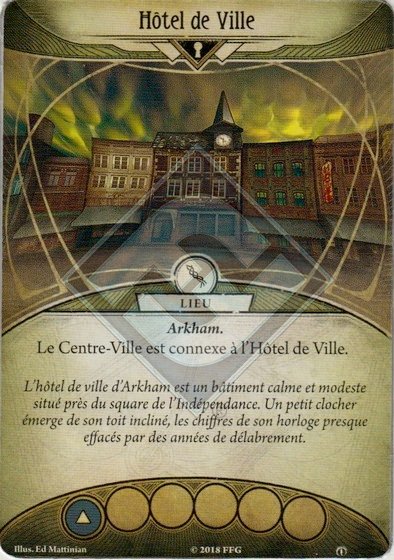 Hôtel de Ville
LIEU
Arkham.
Le Centre-Ville est connexe à l'Hôtel de Ville.
L'hôtel de ville d'Arkham est un bâtiment calme et modeste
situé près du square de l'Indépendance. Un petit clocher
émerge de son toit incliné, les chiffres de son horloge presque
effacés par des années de délabrement.
Illus. Ed Mattinian
© 2018 FFG